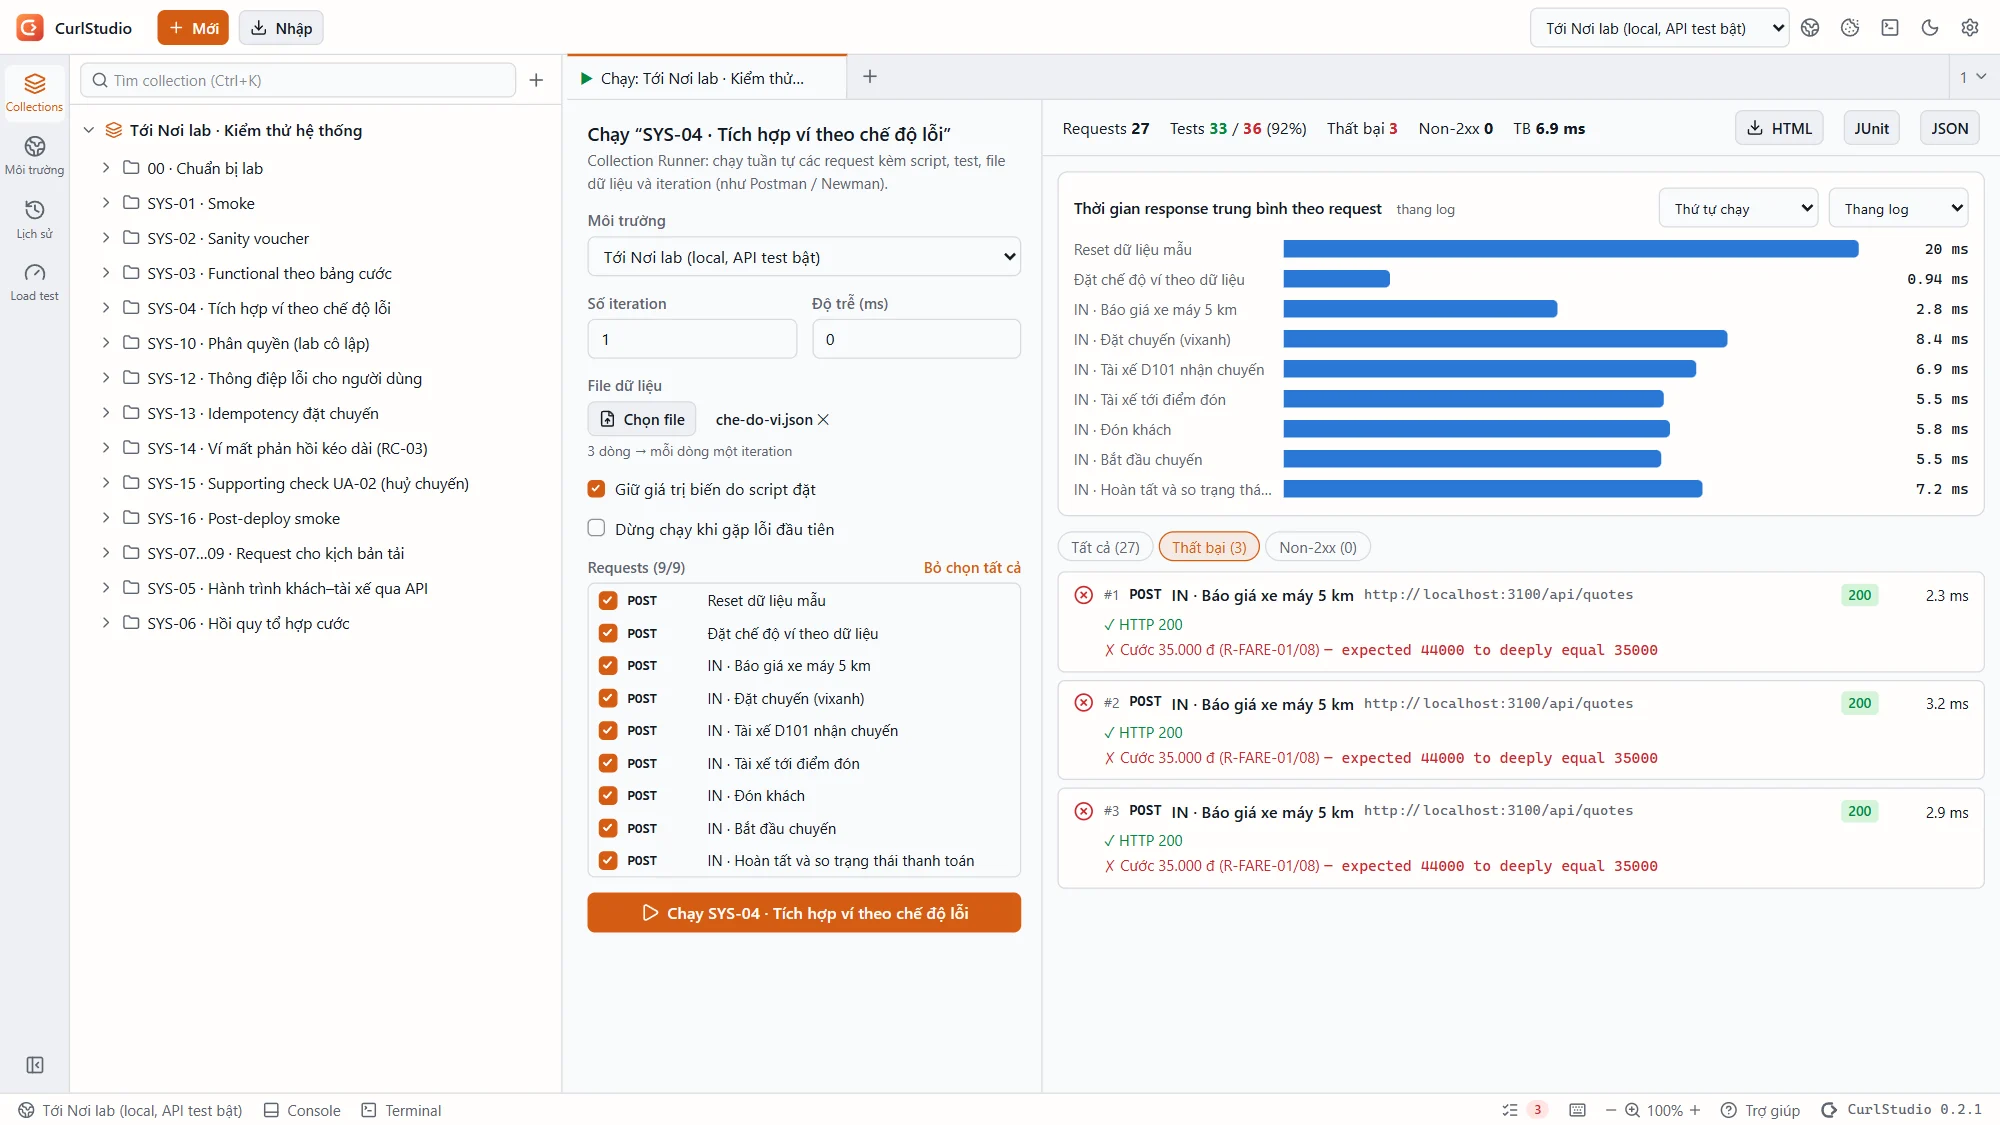 CurlStudio
Mới
Nhập
Tới Nơi lab (local, API test bật)
Collections
Môi trường
Lịch sử
Load test
Tìm collection (Ctrl+K)
Tới Nơi lab · Kiểm thử hệ thống
00 · Chuẩn bị lab
SYS-01 · Smoke
SYS-02 · Sanity voucher
SYS-03 · Functional theo bảng cước
SYS-04 · Tích hợp ví theo chế độ lỗi
SYS-10 · Phân quyền (lab cô lập)
SYS-12 · Thông điệp lỗi cho người dùng
SYS-13 · Idempotency đặt chuyến
SYS-14 · Ví mất phản hồi kéo dài (RC-03)
SYS-15 · Supporting check UA-02 (huỷ chuyến)
SYS-16 · Post-deploy smoke
SYS-07…09 · Request cho kịch bản tải
SYS-05 · Hành trình khách–tài xế qua API
SYS-06 · Hồi quy tổ hợp cước
Chạy: Tới Nơi lab · Kiểm thử...
1
Chạy “SYS-04 · Tích hợp ví theo chế độ lỗi”
Collection Runner: chạy tuần tự các request kèm script, test, file
dữ liệu và iteration (như Postman / Newman).
Môi trường
Tới Nơi lab (local, API test bật)
Số iteration
Độ trễ (ms)
1
0
File dữ liệu
Chọn file
che-do-vi.json
3 dòng → mỗi dòng một iteration
Giữ giá trị biến do script đặt
Dừng chạy khi gặp lỗi đầu tiên
Requests (9/9)
Bỏ chọn tất cả
POST Reset dữ liệu mẫu
POST Đặt chế độ ví theo dữ liệu
POST IN · Báo giá xe máy 5 km
POST IN · Đặt chuyến (vixanh)
POST IN · Tài xế D101 nhận chuyến
POST IN · Tài xế tới điểm đón
POST IN · Đón khách
POST IN · Bắt đầu chuyến
POST IN · Hoàn tất và so trạng thái thanh toán
Chạy SYS-04 · Tích hợp ví theo chế độ lỗi
Requests 27 Tests 33 / 36 (92%) Thất bại 3 Non-2xx 0 TB 6.9 ms
HTML
JUnit
JSON
Thời gian response trung bình theo request thang log
Thứ tự chạy
Thang log
Reset dữ liệu mẫu 20 ms
Đặt chế độ ví theo dữ liệu 0.94 ms
IN · Báo giá xe máy 5 km 2.8 ms
IN · Đặt chuyến (vixanh) 8.4 ms
IN · Tài xế D101 nhận chuyến 6.9 ms
IN · Tài xế tới điểm đón 5.5 ms
IN · Đón khách 5.8 ms
IN · Bắt đầu chuyến 5.5 ms
IN · Hoàn tất và so trạng thá... 7.2 ms
Tất cả (27)
Thất bại (3)
Non-2xx (0)
#1 POST IN · Báo giá xe máy 5 km http://localhost:3100/api/quotes 200 2.3 ms
✓ HTTP 200
✗ Cước 35.000 đ (R-FARE-01/08) — expected 44000 to deeply equal 35000
#2 POST IN · Báo giá xe máy 5 km http://localhost:3100/api/quotes 200 3.2 ms
✓ HTTP 200
✗ Cước 35.000 đ (R-FARE-01/08) — expected 44000 to deeply equal 35000
#3 POST IN · Báo giá xe máy 5 km http://localhost:3100/api/quotes 200 2.9 ms
✓ HTTP 200
✗ Cước 35.000 đ (R-FARE-01/08) — expected 44000 to deeply equal 35000
Tới Nơi lab (local, API test bật)
Console
Terminal
3
100%
Trợ giúp
CurlStudio 0.2.1